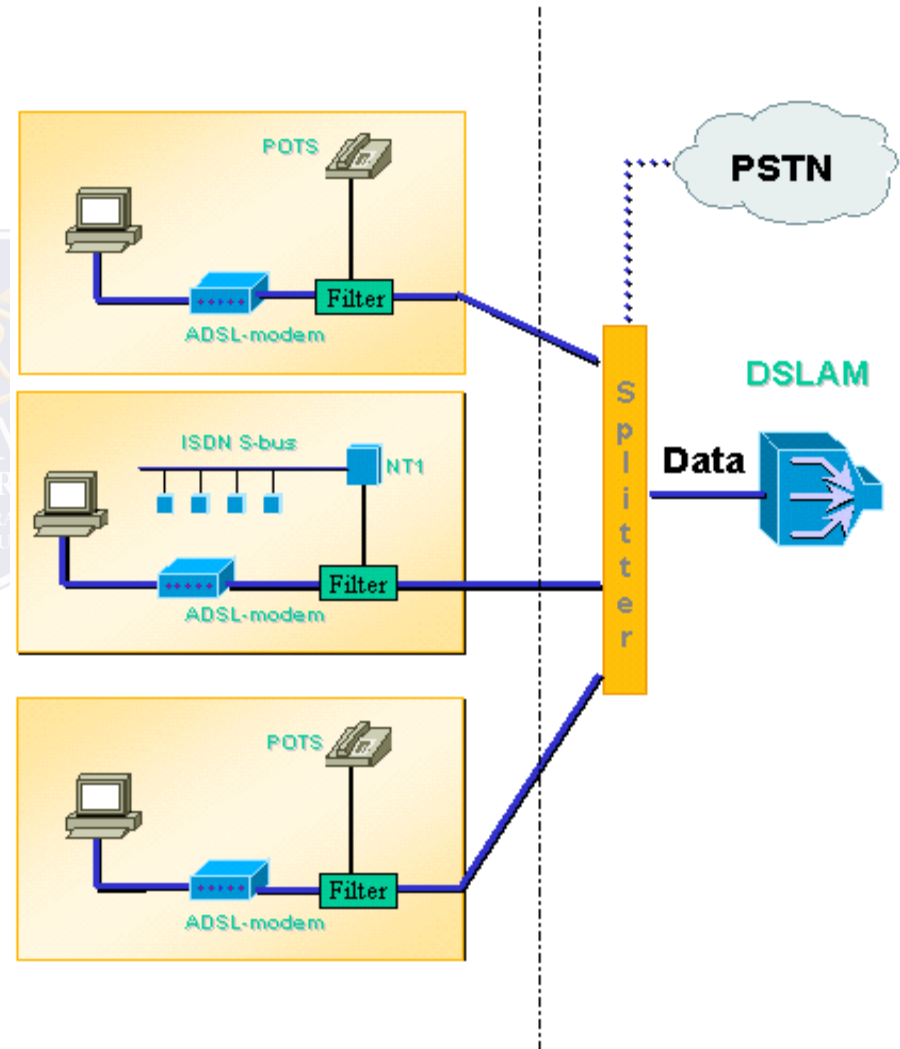 POTS
Filter
ADSL-modem
ISDN S-bus
NT1
Filter
ADSL-modem
POTS
Filter
ADSL-modem
PSTN
Splitter
Data
DSLAM